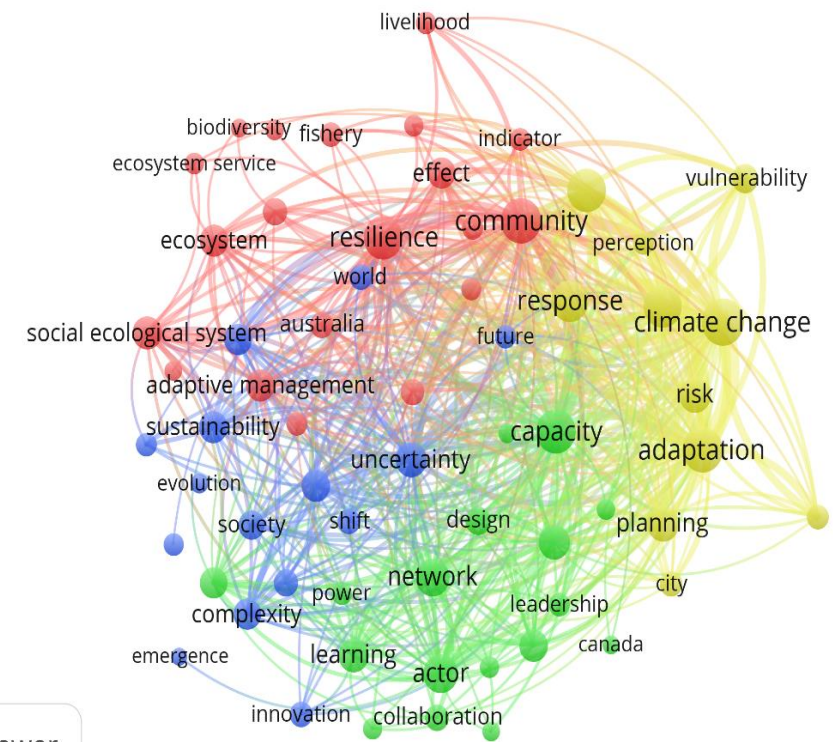 livelihood
biodiversity
fishery
indicator
ecosystem service
effect
vulnerability
community
ecosystem
resilience
perception
world
response
social ecological system
australia
future
climate change
adaptive management
risk
sustainability
capacity
uncertainty
adaptation
evolution
society
shift
design
planning
network
power
city
complexity
leadership
emergence
learning
canada
actor
innovation
collaboration